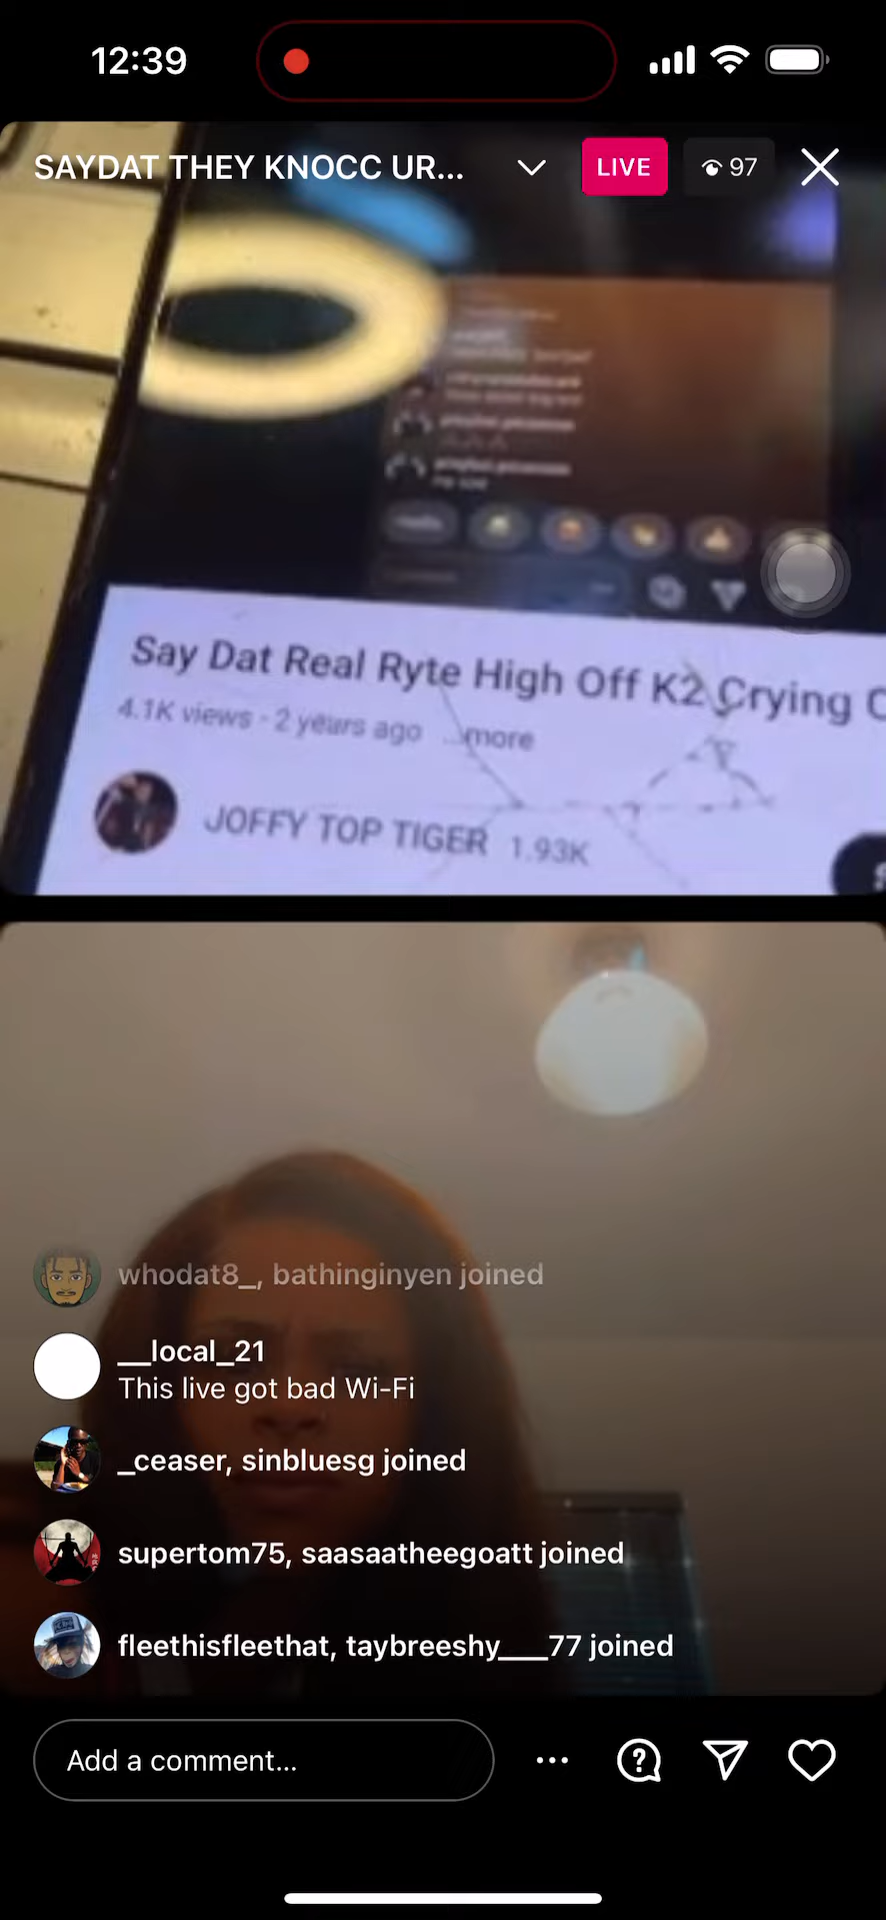 12:39
SAYDAT THEY KNOCC UR...
LIVE
97
Say Dat Real Ryte High Off K2 Crying
4.1K views · 2 years ago ...more
JOFFY TOP TIGER 1.93K
whodat8_, bathinginyen joined
__local_21
This live got bad Wi-Fi
_ceaser, sinbluesg joined
supertom75, saasaatheegoatt joined
fleethisfleethat, taybreeshy____77 joined
Add a comment...